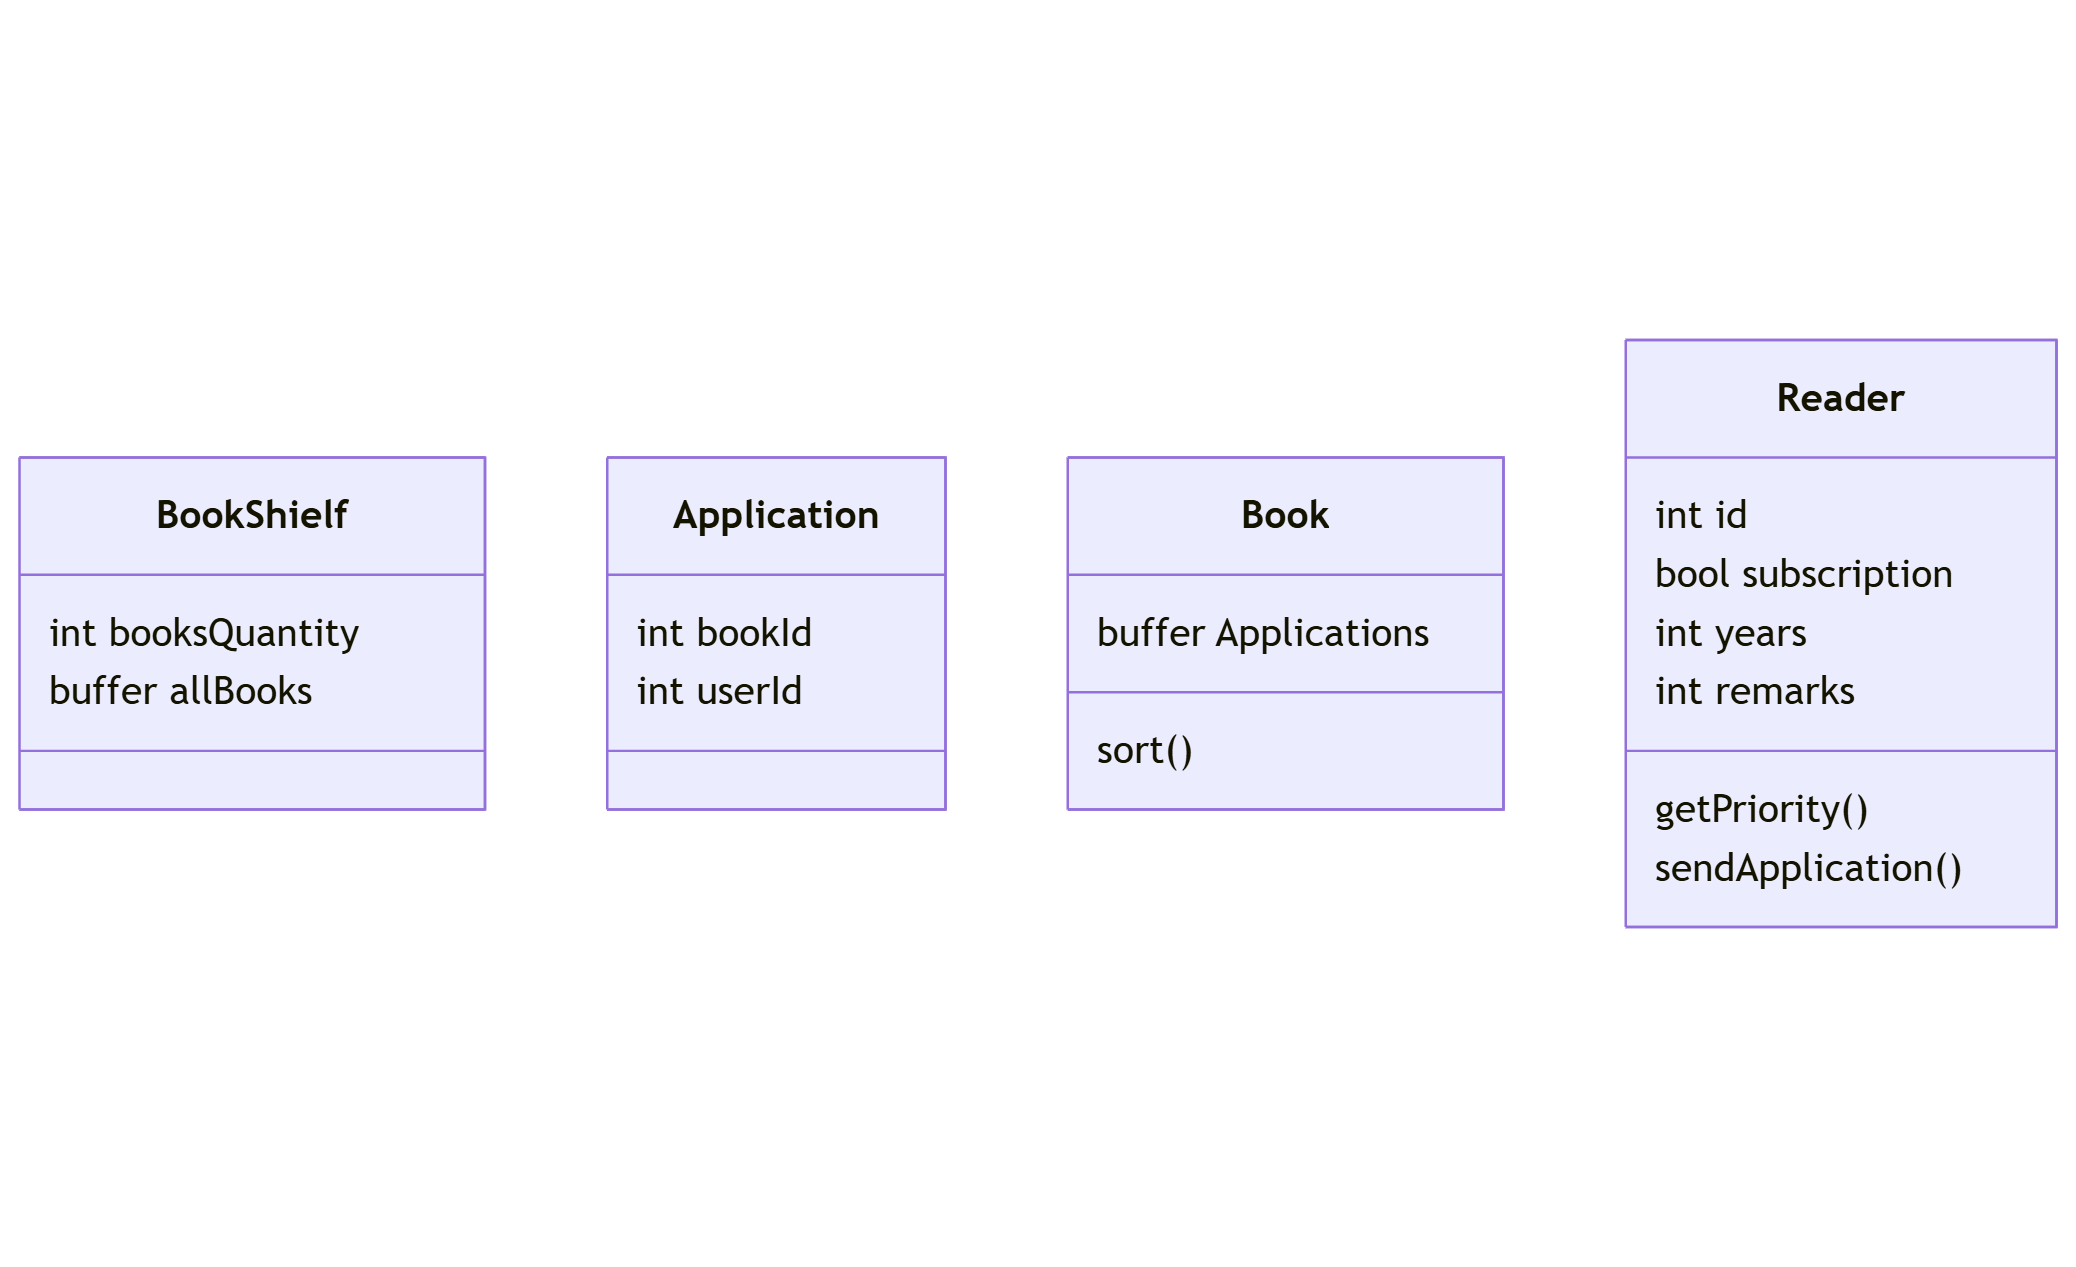 BookShielf
int booksQuantity
buffer allBooks
Application
int bookId
int userId
Book
buffer Applications
sort()
Reader
int id
bool subscription
int years
int remarks
getPriority()
sendApplication()